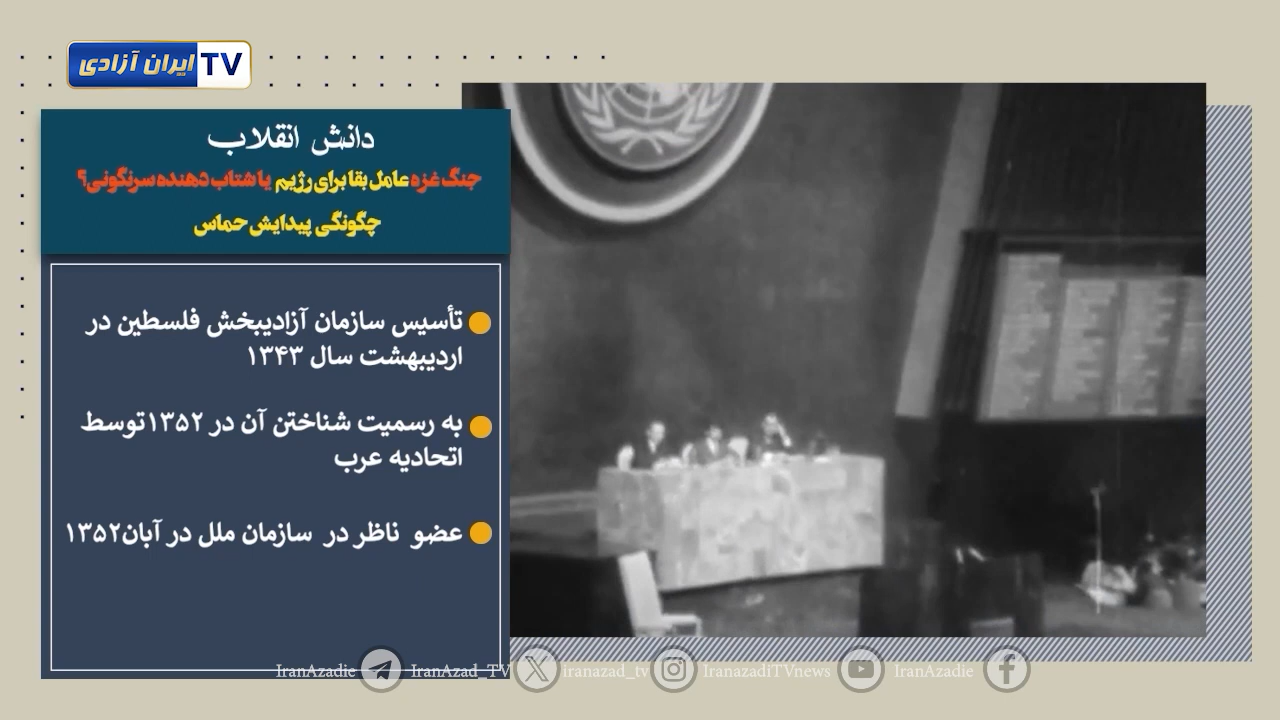 ایران آزادی TV
دانش انقلاب
جنگ غزه عامل بقا برای رژیم یا شتاب دهنده سرنگونی؟
چگونگی پیدایش حماس
تأسیس سازمان آزادیبخش فلسطین در
اردیبهشت سال ۱۳۴۳
به رسمیت شناختن آن در ۱۳۵۲توسط
اتحادیه عرب
عضو ناظر در سازمان ملل در آبان۱۳۵۲
IranAzadie IranAzad_TV iranazad_tv IranazadiTVnews IranAzadie